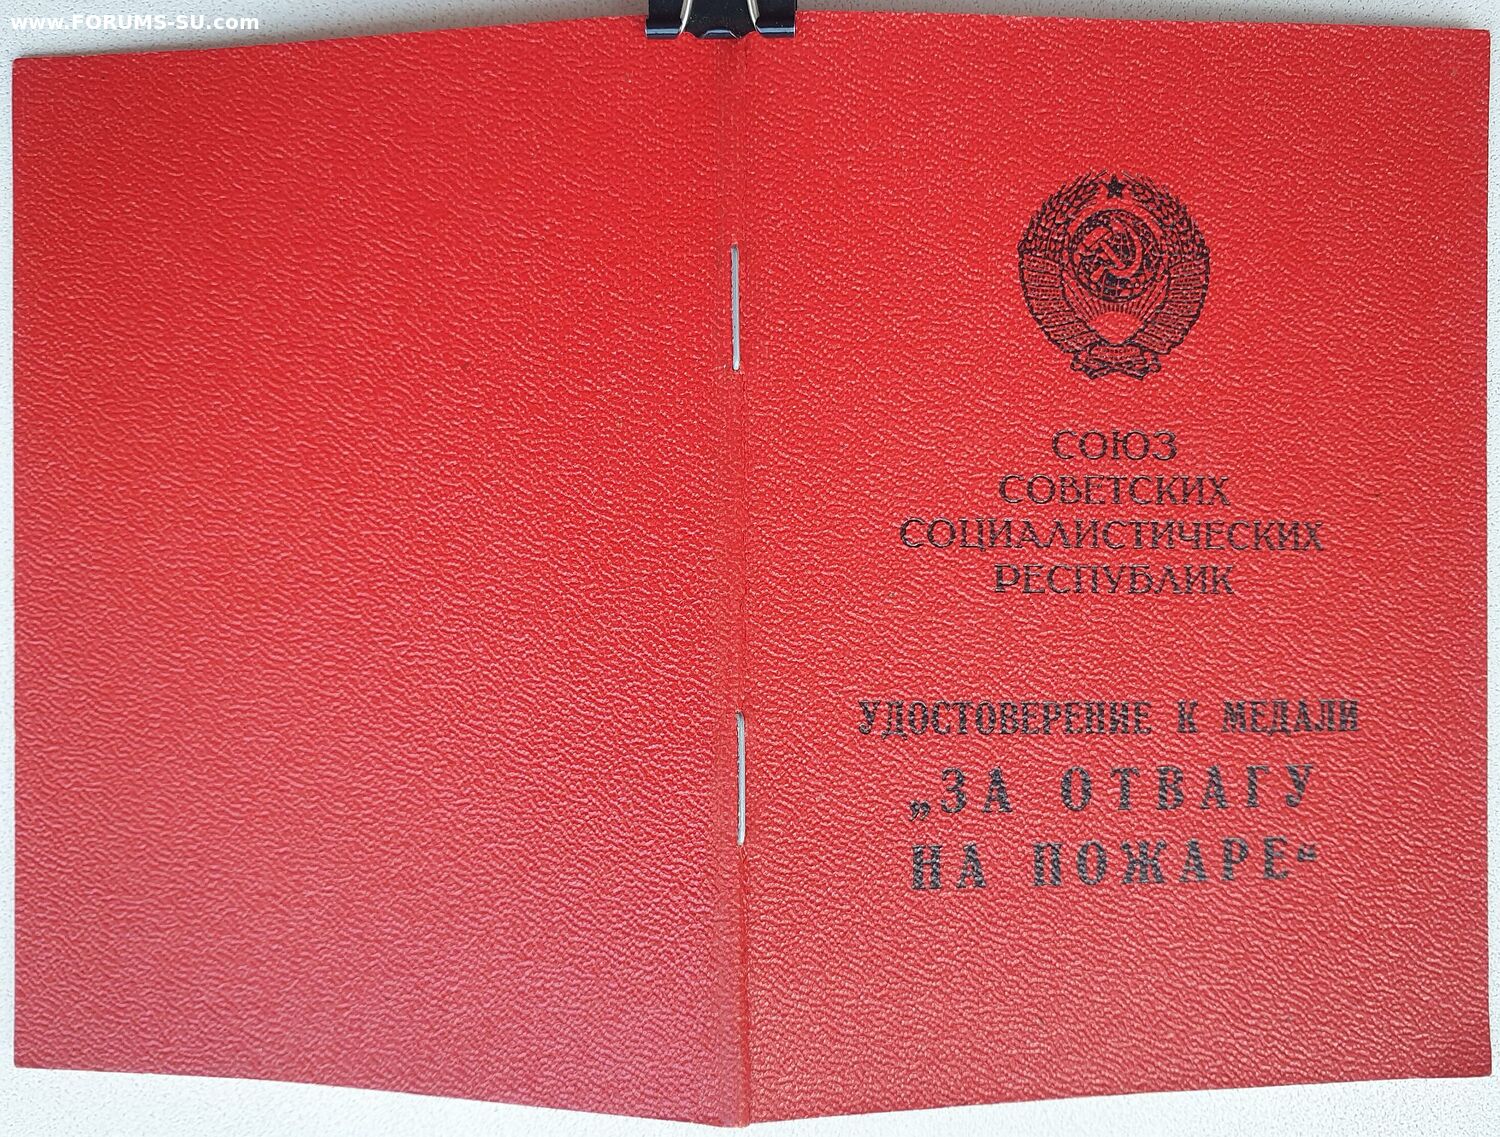 www.FORUMS-SU.com
СОЮЗ
СОВЕТСКИХ
СОЦИАЛИСТИЧЕСКИХ
РЕСПУБЛИК
УДОСТОВЕРЕНИЕ К МЕДАЛИ
„ЗА ОТВАГУ
НА ПОЖАРЕ“